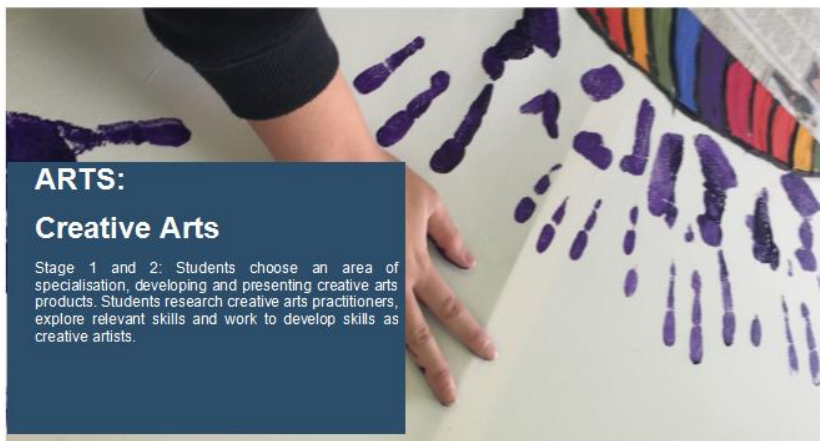 ARTS:
Creative Arts
Stage 1 and 2: Students choose an area of
specialisation, developing and presenting creative arts
products. Students research creative arts practitioners,
explore relevant skills and work to develop skills as
creative artists.